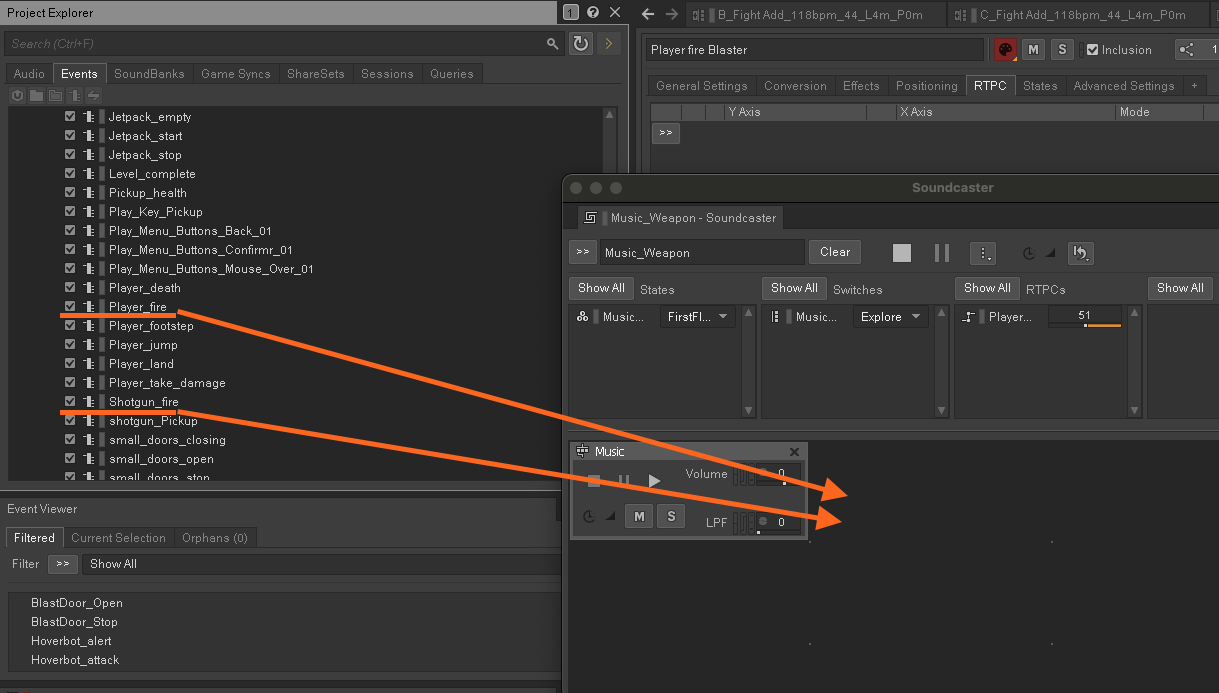 Project Explorer
1
Search (Ctrl+F)
Audio Events SoundBanks Game Syncs ShareSets Sessions Queries
Jetpack_empty
Jetpack_start
Jetpack_stop
Level_complete
Pickup_health
Play_Key_Pickup
Play_Menu_Buttons_Back_01
Play_Menu_Buttons_Confirmr_01
Play_Menu_Buttons_Mouse_Over_01
Player_death
Player_fire
Player_footstep
Player_jump
Player_land
Player_take_damage
Shotgun_fire
shotgun_Pickup
small_doors_closing
small_doors_open
small_doors_stop
Event Viewer
Filtered Current Selection Orphans (0)
Filter >> Show All
BlastDoor_Open
BlastDoor_Stop
Hoverbot_alert
Hoverbot_attack
B_Fight Add_118bpm_44_L4m_P0m C_Fight Add_118bpm_44_L4m_P0m
Player fire Blaster M S Inclusion 1
General Settings Conversion Effects Positioning RTPC States Advanced Settings +
Y Axis X Axis Mode
>>
Soundcaster
Music_Weapon - Soundcaster
>> Music_Weapon Clear
Show All States Show All Switches Show All RTPCs Show All
Music... FirstFl... Music... Explore Player... 51
Music
Volume 0
M S LPF 0